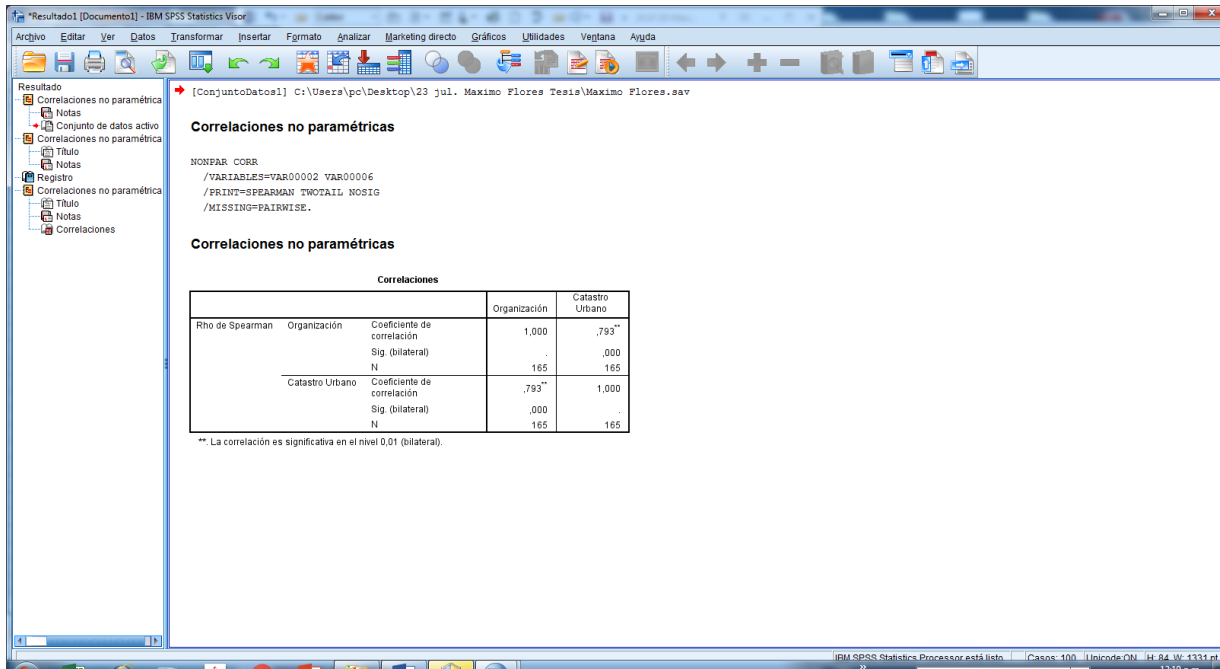 *Resultado1 [Documento1] - IBM SPSS Statistics Visor
Archivo Editar Ver Datos Transformar Insertar Formato Analizar Marketing directo Gráficos Utilidades Ventana Ayuda
Resultado
Correlaciones no paramétrica
Notas
Conjunto de datos activo
Correlaciones no paramétrica
Título
Notas
Registro
Correlaciones no paramétrica
Título
Notas
Correlaciones
[ConjuntoDatos1] C:\Users\pc\Desktop\23 jul. Maximo Flores Tesis\Maximo Flores.sav
Correlaciones no paramétricas
NONPAR CORR
/VARIABLES=VAR00002 VAR00006
/PRINT=SPEARMAN TWOTAIL NOSIG
/MISSING=PAIRWISE.
Correlaciones no paramétricas
Correlaciones
Organización Catastro Urbano
Rho de Spearman Organización Coeficiente de correlación 1,000 ,793**
Sig. (bilateral) . ,000
N 165 165
Catastro Urbano Coeficiente de correlación ,793** 1,000
Sig. (bilateral) ,000 .
N 165 165
**. La correlación es significativa en el nivel 0,01 (bilateral).
IBM SPSS Statistics Processor está listo Casos: 100 Unicode:ON H: 84, W: 1331 pt